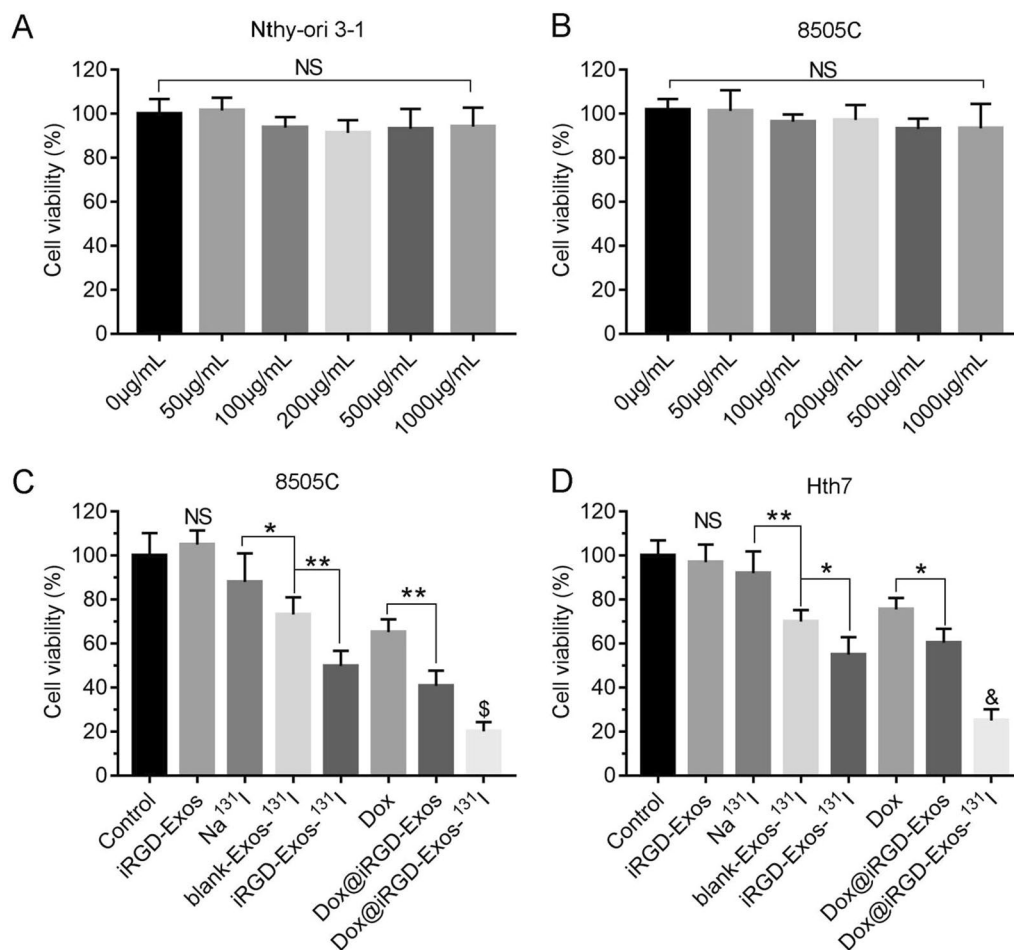 A
Nthy-ori 3-1
NS
Cell viability (%)
120
100
80
60
40
20
0
0µg/mL
50µg/mL
100µg/mL
200µg/mL
500µg/mL
1000µg/mL
B
8505C
NS
Cell viability (%)
120
100
80
60
40
20
0
0µg/mL
50µg/mL
100µg/mL
200µg/mL
500µg/mL
1000µg/mL
C
8505C
NS
*
**
**
$
Cell viability (%)
120
100
80
60
40
20
0
Control
iRGD-Exos
Na ¹³¹I
blank-Exos- ¹³¹I
iRGD-Exos- ¹³¹I
Dox
Dox@iRGD-Exos
Dox@iRGD-Exos- ¹³¹I
D
Hth7
NS
**
*
*
&
Cell viability (%)
120
100
80
60
40
20
0
Control
iRGD-Exos
Na ¹³¹I
blank-Exos- ¹³¹I
iRGD-Exos- ¹³¹I
Dox
Dox@iRGD-Exos
Dox@iRGD-Exos- ¹³¹I